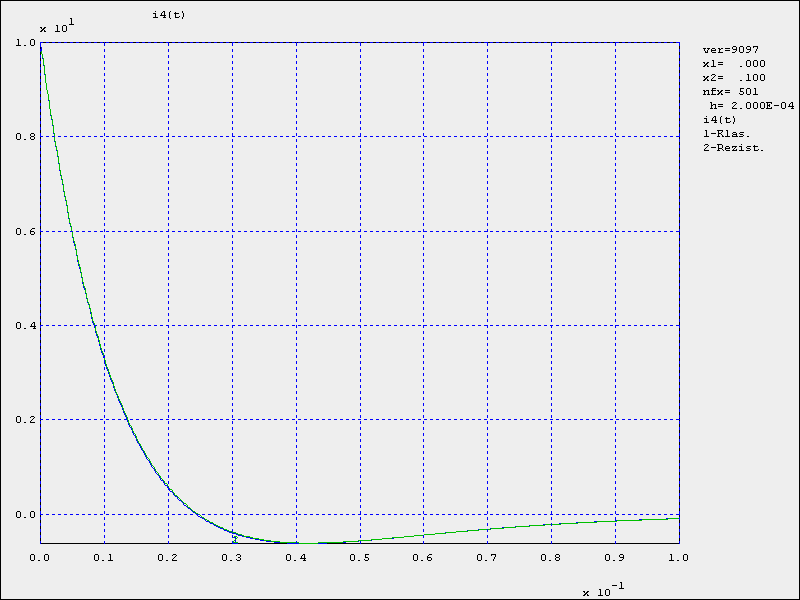 i4(t)
x 10^1
1.0
0.8
0.6
0.4
0.2
0.0
0.0 0.1 0.2 0.3 0.4 0.5 0.6 0.7 0.8 0.9 1.0
x 10^-1
ver=9097
x1= .000
x2= .100
nfx= 501
h= 2.000E-04
i4(t)
1-Klas.
2-Rezist.